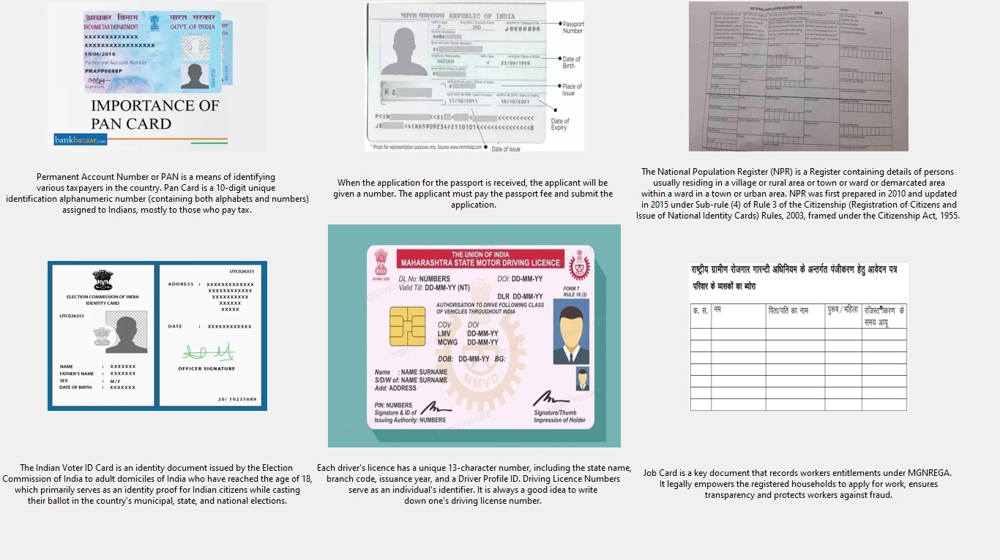 आयकर विभाग
INCOME TAX DEPARTMENT
भारत सरकार
GOVT. OF INDIA
XXXXXXXXXXXXXX
XXXXXXXXXXXXXXXXXX
15/06/2016
Permanent Account Number
PRAPP8888P
Signature
IMPORTANCE OF
PAN CARD
bankbazaar.com
Permanent Account Number or PAN is a means of identifying
various taxpayers in the country. Pan Card is a 10-digit unique
identification alphanumeric number (containing both alphabets and numbers)
assigned to Indians, mostly to those who pay tax.
भारत गणराज्य REPUBLIC OF INDIA
P
IND
J8888888
RAMA
SI
INDIAN
F
23/09/1959
R.S
11/10/2011
10/10/2021
P<IN
<<SI
<<<<<<<<<
J8
<4IND5909234F2110101<<<<<<<<<<<<<<8
Passport
Number
Date of
Birth
Place of
Issue
Date of
Expiry
Date of Issue
* Photo for representation purpose only. Source www.immihelp.com
When the application for the passport is received, the applicant will be
given a number. The applicant must pay the passport fee and submit the
application.
NATIONAL POPULATION REGISTER 2020
Side B
The National Population Register (NPR) is a Register containing details of persons
usually residing in a village or rural area or town or ward or demarcated area
within a ward in a town or urban area. NPR was first prepared in 2010 and updated
in 2015 under Sub-rule (4) of Rule 3 of the Citizenship (Registration of Citizens and
Issue of National Identity Cards) Rules, 2003, framed under the Citizenship Act, 1955.
ELECTION COMMISSION OF INDIA
IDENTITY CARD
UTC026351
NAME : XXXXXXX
FATHER'S NAME : XXXXXXX
SEX : M/F
DATE OF BIRTH : XXXXXXX
UTC026351
ADDRESS : XXXXXXXXXXXXX
XXXXXXXXXXXX
XXXXXXXXXX
XXXXXX
XXXXX
DATE : XXXXXXXXXXXX
OFFICER SIGNATURE
20/ 10235689
The Indian Voter ID Card is an identity document issued by the Election
Commission of India to adult domiciles of India who have reached the age of 18,
which primarily serves as an identity proof for Indian citizens while casting
their ballot in the country's municipal, state, and national elections.
THE UNION OF INDIA
MAHARASHTRA STATE MOTOR DRIVING LICENCE
DL No: NUMBERS DOI: DD-MM-YY
Valid Till: DD-MM-YY (NT)
DLR DD-MM-YY
FORM 7
RULE 16 (2)
AUTHORISATION TO DRIVE FOLLOWING CLASS
OF VEHICLES THROUGHOUT INDIA
COV DOI
LMV DD-MM-YY
MCWG DD-MM-YY
DOB: DD-MM-YY BG:
MMVD
Name : NAME SURNAME
S/D/W of: NAME SURNAME
Add: ADDRESS
PIN: NUMBERS
Signature & ID of
Issuing Authority: NUMBERS
Signature/Thumb
Impression of Holder
https://rto.care
Each driver's licence has a unique 13-character number, including the state name,
branch code, issuance year, and a Driver Profile ID. Driving Licence Numbers
serve as an individual's identifier. It is always a good idea to write
down one's driving license number.
राष्ट्रीय ग्रामीण रोजगार गारन्टी अधिनियम के अन्तर्गत पंजीकरण हेतु आवेदन पत्र
परिवार के व्यसकों का ब्योरा
क. स.
नम
पिता/पति का नाम
पुरूष/महिला
रजिस्टीकरण के
समय आयू
Job Card is a key document that records workers entitlements under MGNREGA.
It legally empowers the registered households to apply for work, ensures
transparency and protects workers against fraud.